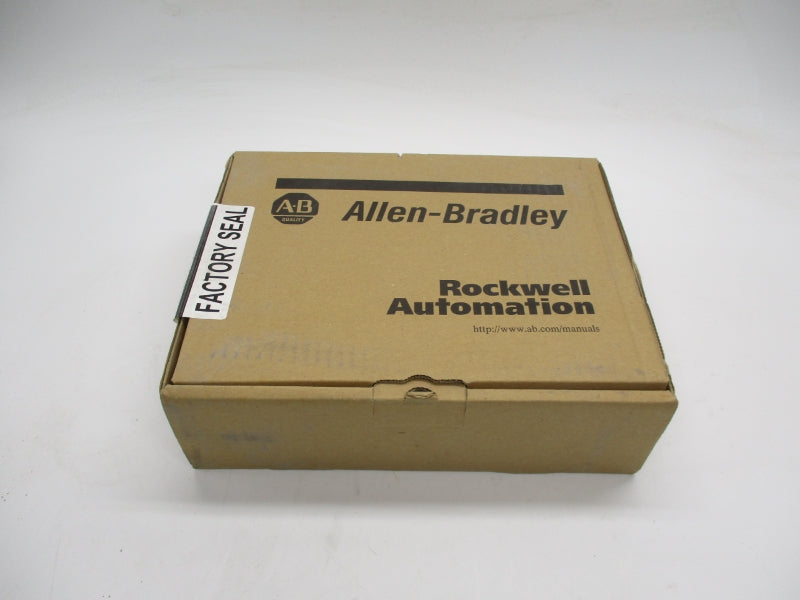 A·B
QUALITY
Allen-Bradley
FACTORY SEAL
Rockwell
Automation
http://www.ab.com/manuals